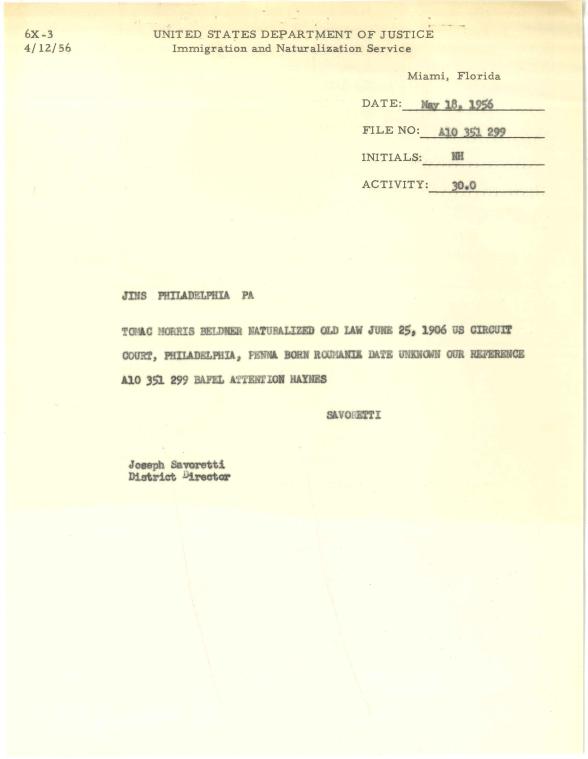 6X-3
4/12/56
UNITED STATES DEPARTMENT OF JUSTICE
Immigration and Naturalization Service
Miami, Florida
DATE: May 18, 1956
FILE NO: A10 351 299
INITIALS: NH
ACTIVITY: 30.0
JINS PHILADELPHIA PA
TOMAC MORRIS BELDNER NATURALIZED OLD LAW JUNE 25, 1906 US CIRCUIT
COURT, PHILADELPHIA, PENNA BORN ROUMANIE DATE UNKNOWN OUR REFERENCE
A10 351 299 BAFEL ATTENTION HAYNES
SAVORETTI
Joseph Savoretti
District Director